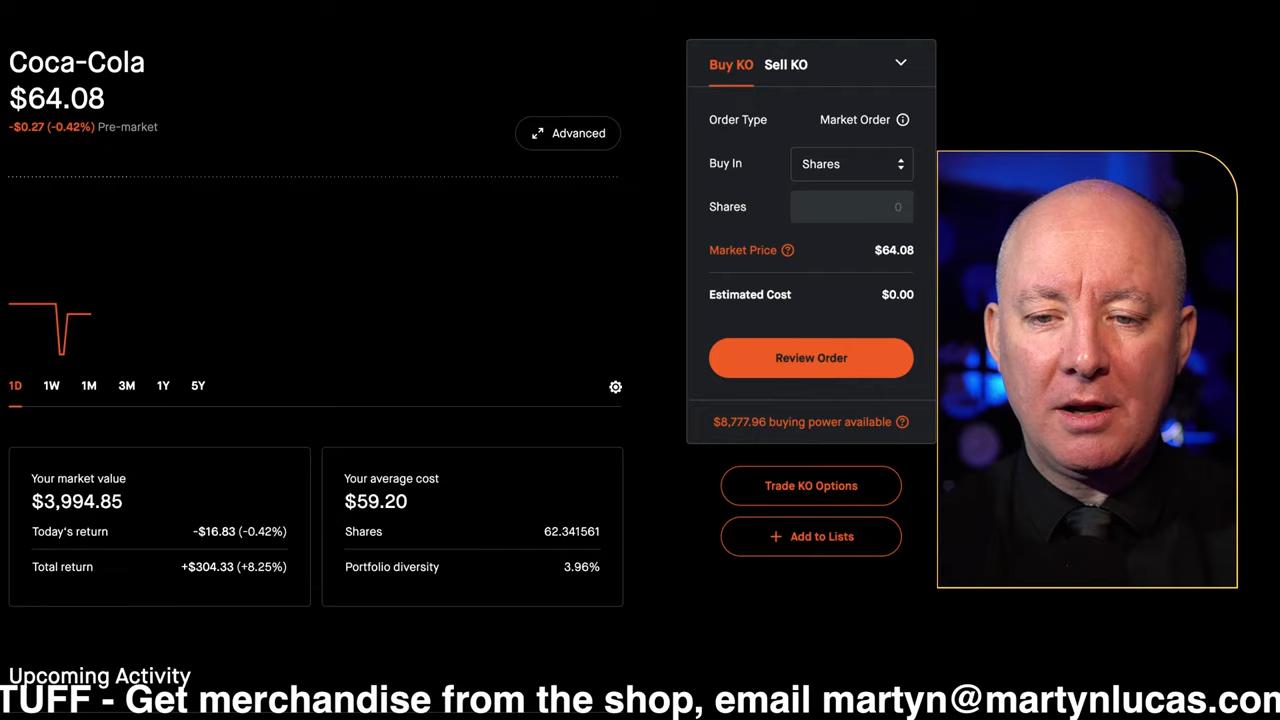 Coca-Cola
$64.08
-$0.27 (-0.42%) Pre-market
Advanced
1D 1W 1M 3M 1Y 5Y
Your market value
$3,994.85
Today's return -$16.83 (-0.42%)
Total return +$304.33 (+8.25%)
Your average cost
$59.20
Shares 62.341561
Portfolio diversity 3.96%
Buy KO Sell KO
Order Type Market Order
Buy In Shares
Shares 0
Market Price $64.08
Estimated Cost $0.00
Review Order
$8,777.96 buying power available
Trade KO Options
+ Add to Lists
Upcoming Activity
TUFF - Get merchandise from the shop, email martyn@martynlucas.com